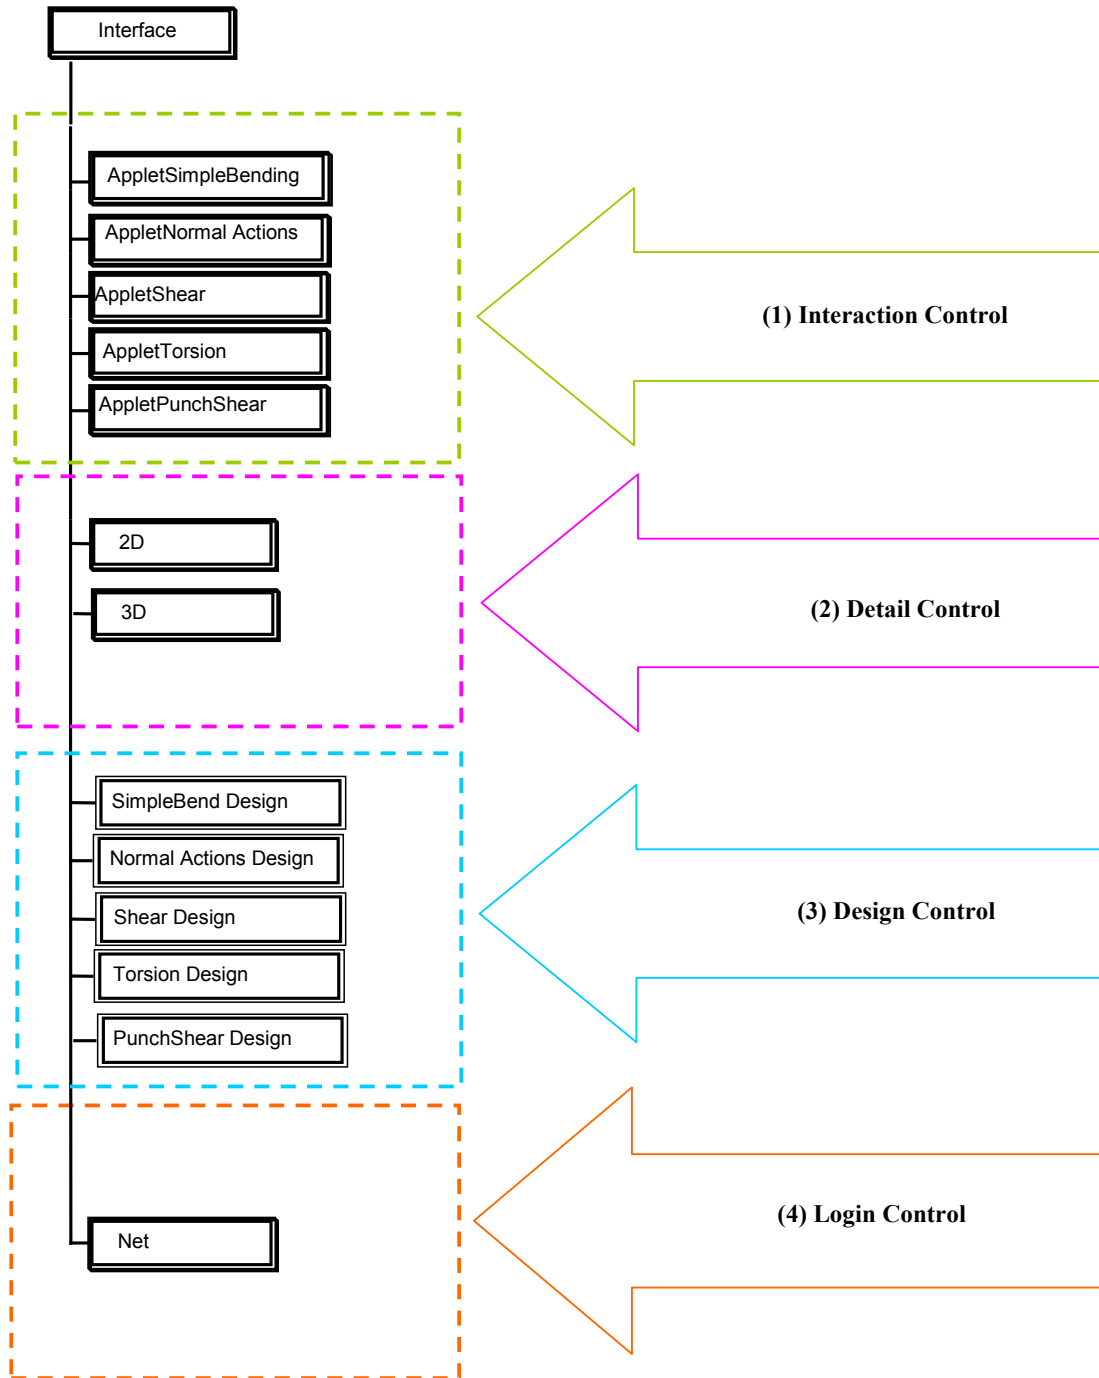 Interface
AppletSimpleBending
AppletNormal Actions
AppletShear
AppletTorsion
AppletPunchShear
(1) Interaction Control
2D
3D
(2) Detail Control
SimpleBend Design
Normal Actions Design
Shear Design
Torsion Design
PunchShear Design
(3) Design Control
Net
(4) Login Control